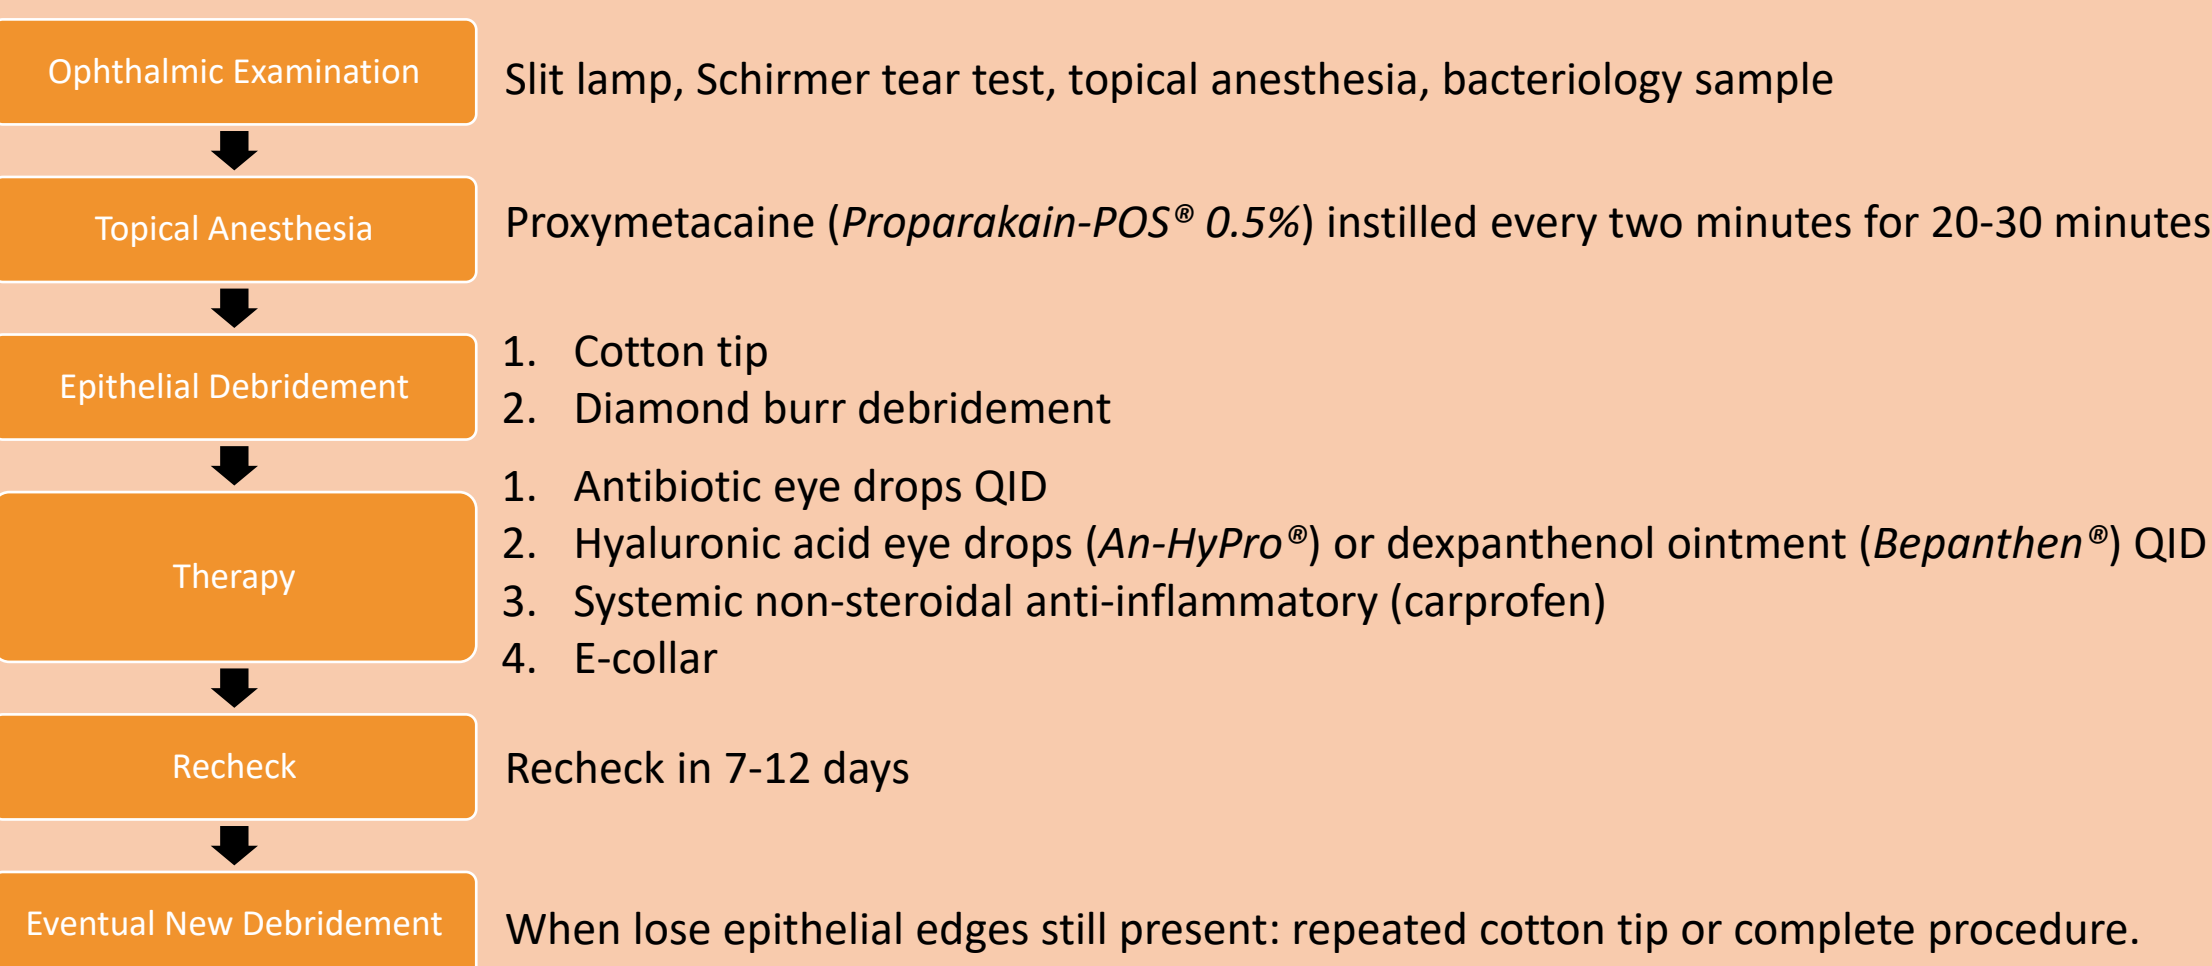 Ophthalmic Examination
Slit lamp, Schirmer tear test, topical anesthesia, bacteriology sample
Topical Anesthesia
Proxymetacaine (Proparakain-POS® 0.5%) instilled every two minutes for 20-30 minutes
Epithelial Debridement
1. Cotton tip
2. Diamond burr debridement
Therapy
1. Antibiotic eye drops QID
2. Hyaluronic acid eye drops (An-HyPro®) or dexpanthenol ointment (Bepanthen®) QID
3. Systemic non-steroidal anti-inflammatory (carprofen)
4. E-collar
Recheck
Recheck in 7-12 days
Eventual New Debridement
When lose epithelial edges still present: repeated cotton tip or complete procedure.